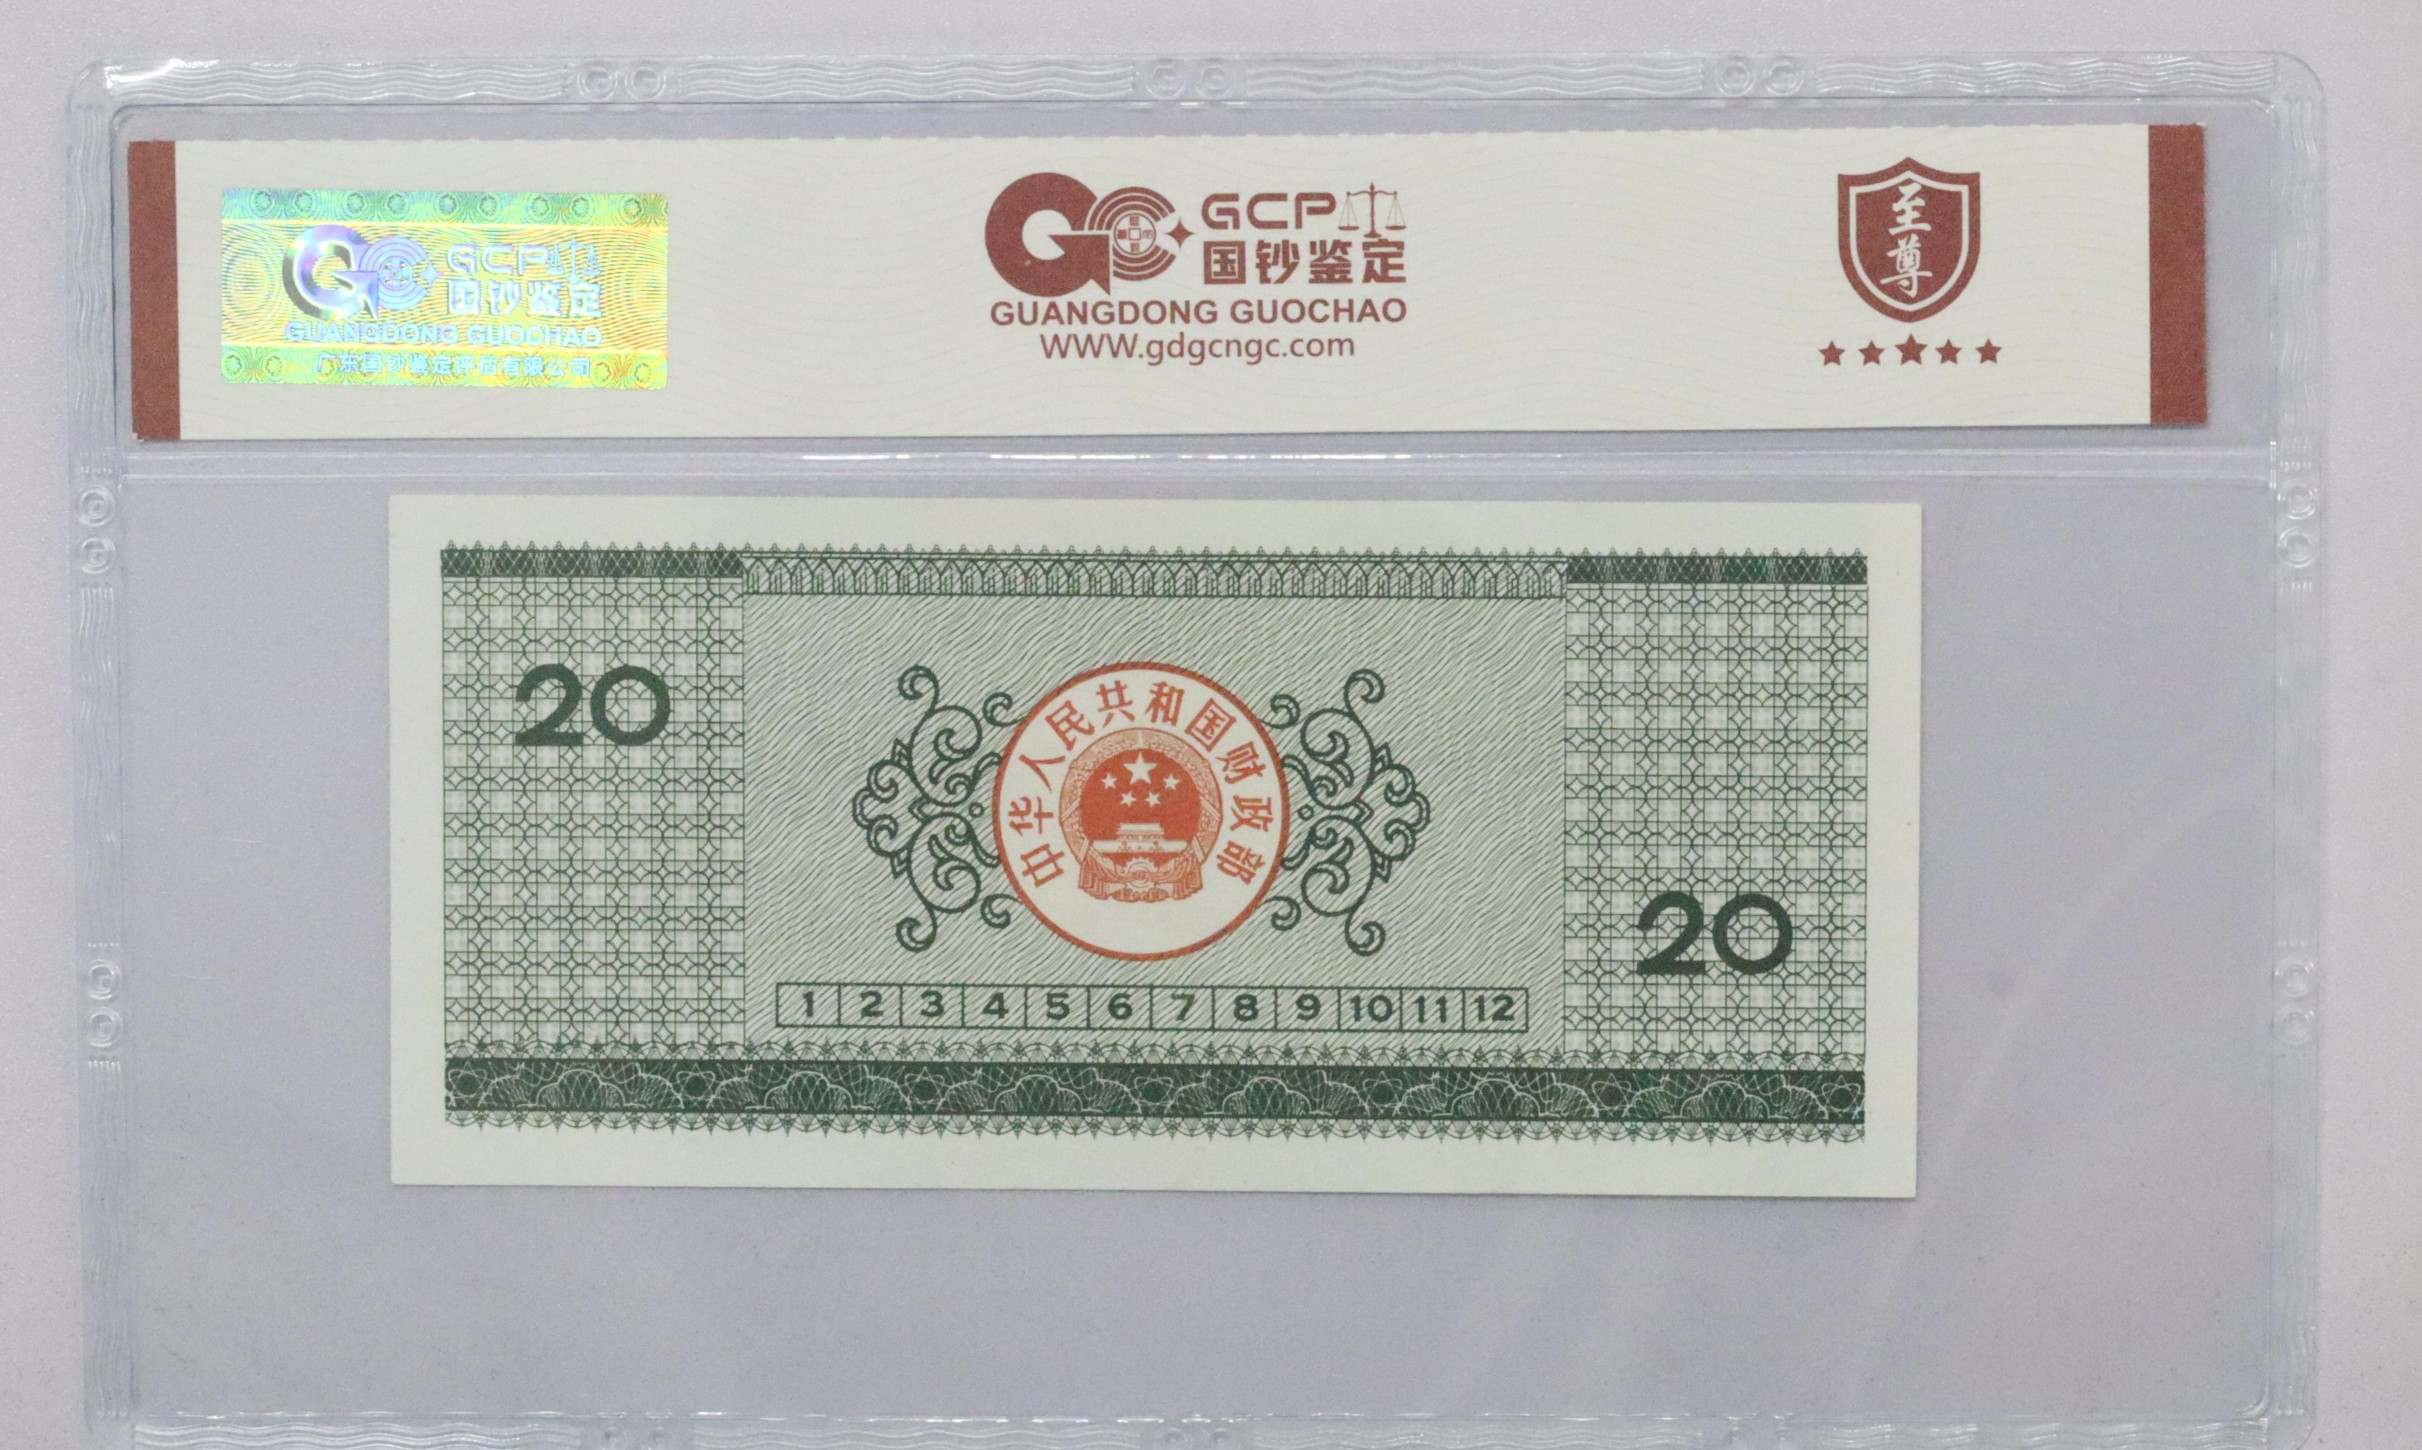 GCP
国钞鉴定
GUANGDONG GUOCHAO
广东国钞鉴定评估有限公司
GCP
国钞鉴定
GUANGDONG GUOCHAO
WWW.gdgcngc.com
至尊
20
中华人民共和国财政部
20
1 2 3 4 5 6 7 8 9 10 11 12